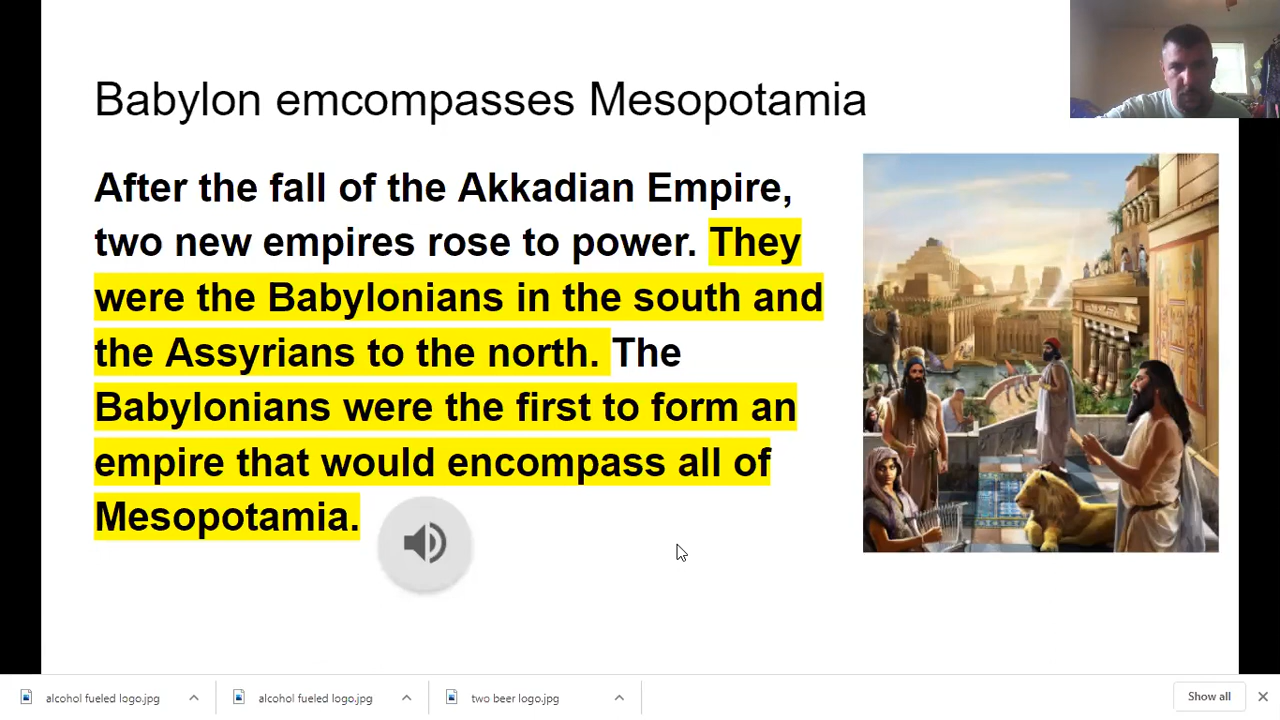 Babylon emcompasses Mesopotamia
After the fall of the Akkadian Empire,
two new empires rose to power. They
were the Babylonians in the south and
the Assyrians to the north. The
Babylonians were the first to form an
empire that would encompass all of
Mesopotamia.
alcohol fueled logo.jpg
alcohol fueled logo.jpg
two beer logo.jpg
Show all